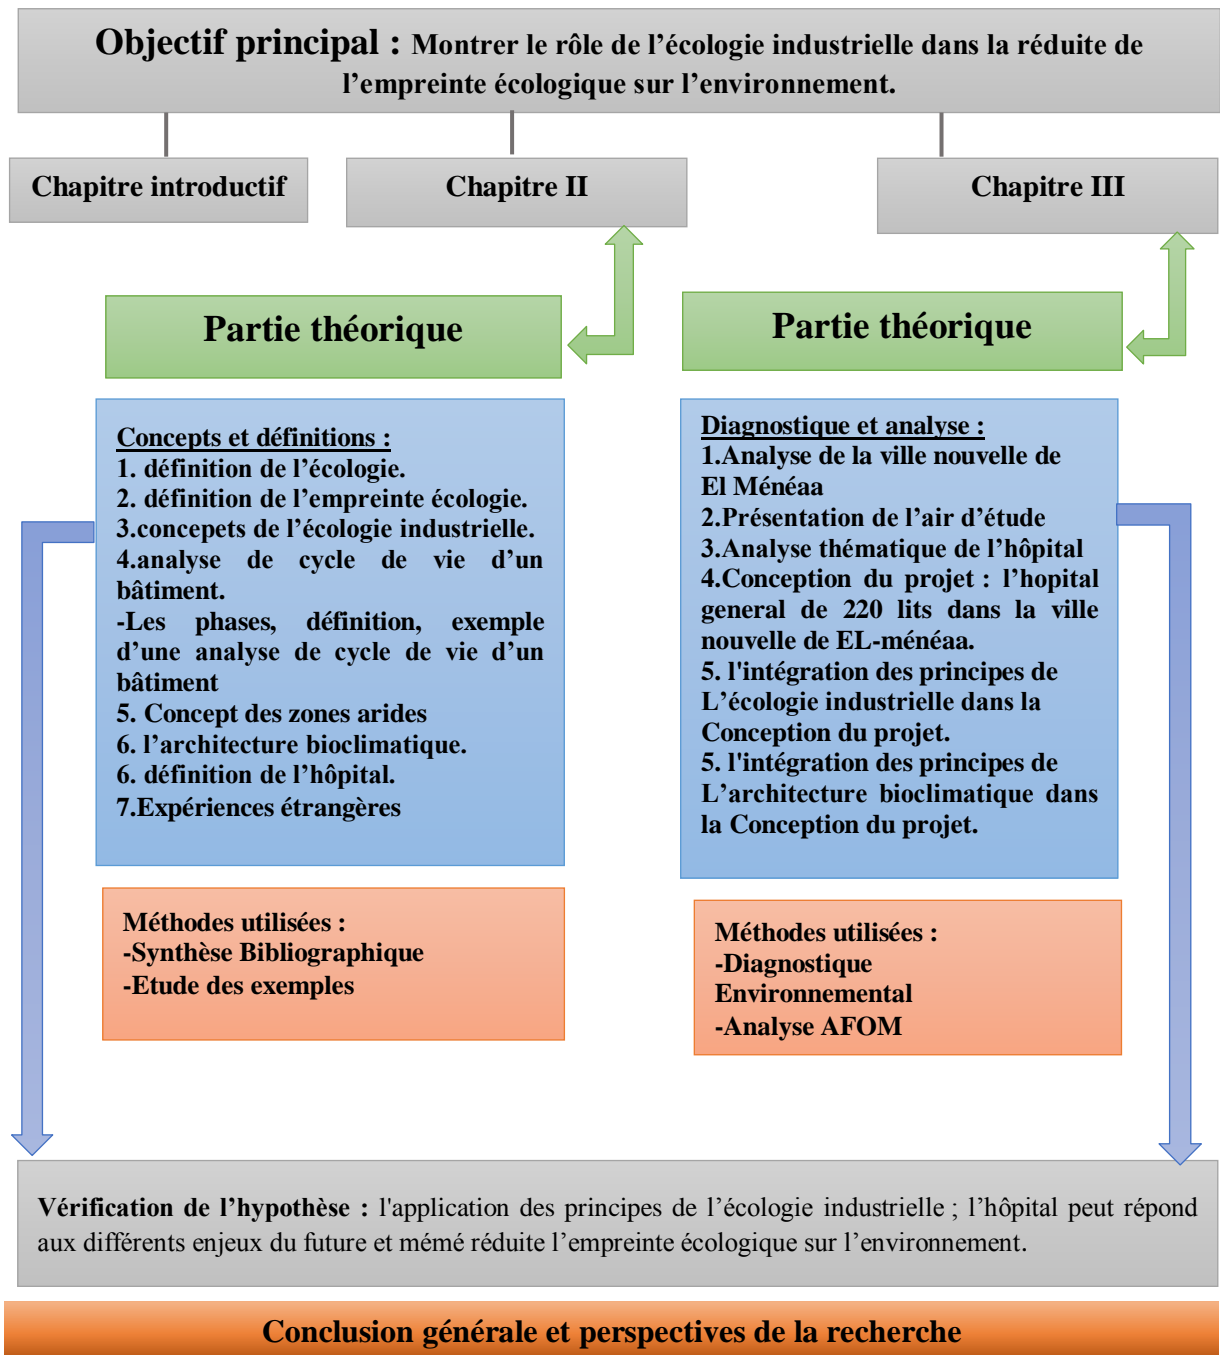 Objectif principal : Montrer le rôle de l’écologie industrielle dans la réduite de
l’empreinte écologique sur l’environnement.
Chapitre introductif
Chapitre II
Chapitre III
Partie théorique
Partie théorique
Concepts et définitions :
1. définition de l’écologie.
2. définition de l’empreinte écologie.
3.concepets de l’écologie industrielle.
4.analyse de cycle de vie d’un
bâtiment.
-Les phases, définition, exemple
d’une analyse de cycle de vie d’un
bâtiment
5. Concept des zones arides
6. l’architecture bioclimatique.
6. définition de l’hôpital.
7.Expériences étrangères
Diagnostique et analyse :
1.Analyse de la ville nouvelle de
El Ménéaa
2.Présentation de l’air d’étude
3.Analyse thématique de l’hôpital
4.Conception du projet : l’hopital
general de 220 lits dans la ville
nouvelle de EL-ménéaa.
5. l'intégration des principes de
L’écologie industrielle dans la
Conception du projet.
5. l'intégration des principes de
L’architecture bioclimatique dans
la Conception du projet.
Méthodes utilisées :
-Synthèse Bibliographique
-Etude des exemples
Méthodes utilisées :
-Diagnostique
Environnemental
-Analyse AFOM
Vérification de l’hypothèse : l'application des principes de l’écologie industrielle ; l’hôpital peut répond
aux différents enjeux du future et mémé réduite l’empreinte écologique sur l’environnement.
Conclusion générale et perspectives de la recherche